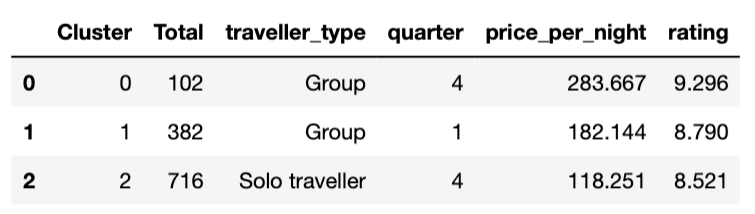 Cluster Total traveller_type quarter price_per_night rating
0 0 102 Group 4 283.667 9.296
1 1 382 Group 1 182.144 8.790
2 2 716 Solo traveller 4 118.251 8.521